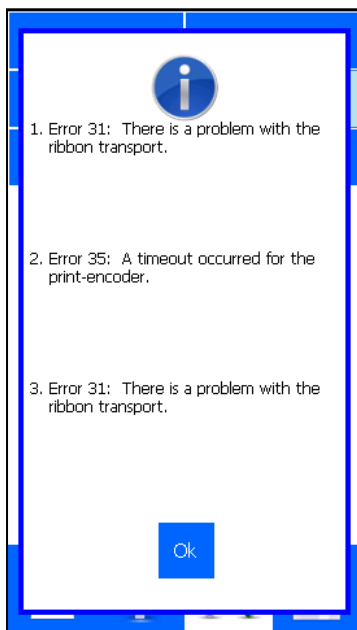 1. Error 31: There is a problem with the
ribbon transport.
2. Error 35: A timeout occurred for the
print-encoder.
3. Error 31: There is a problem with the
ribbon transport.
Ok